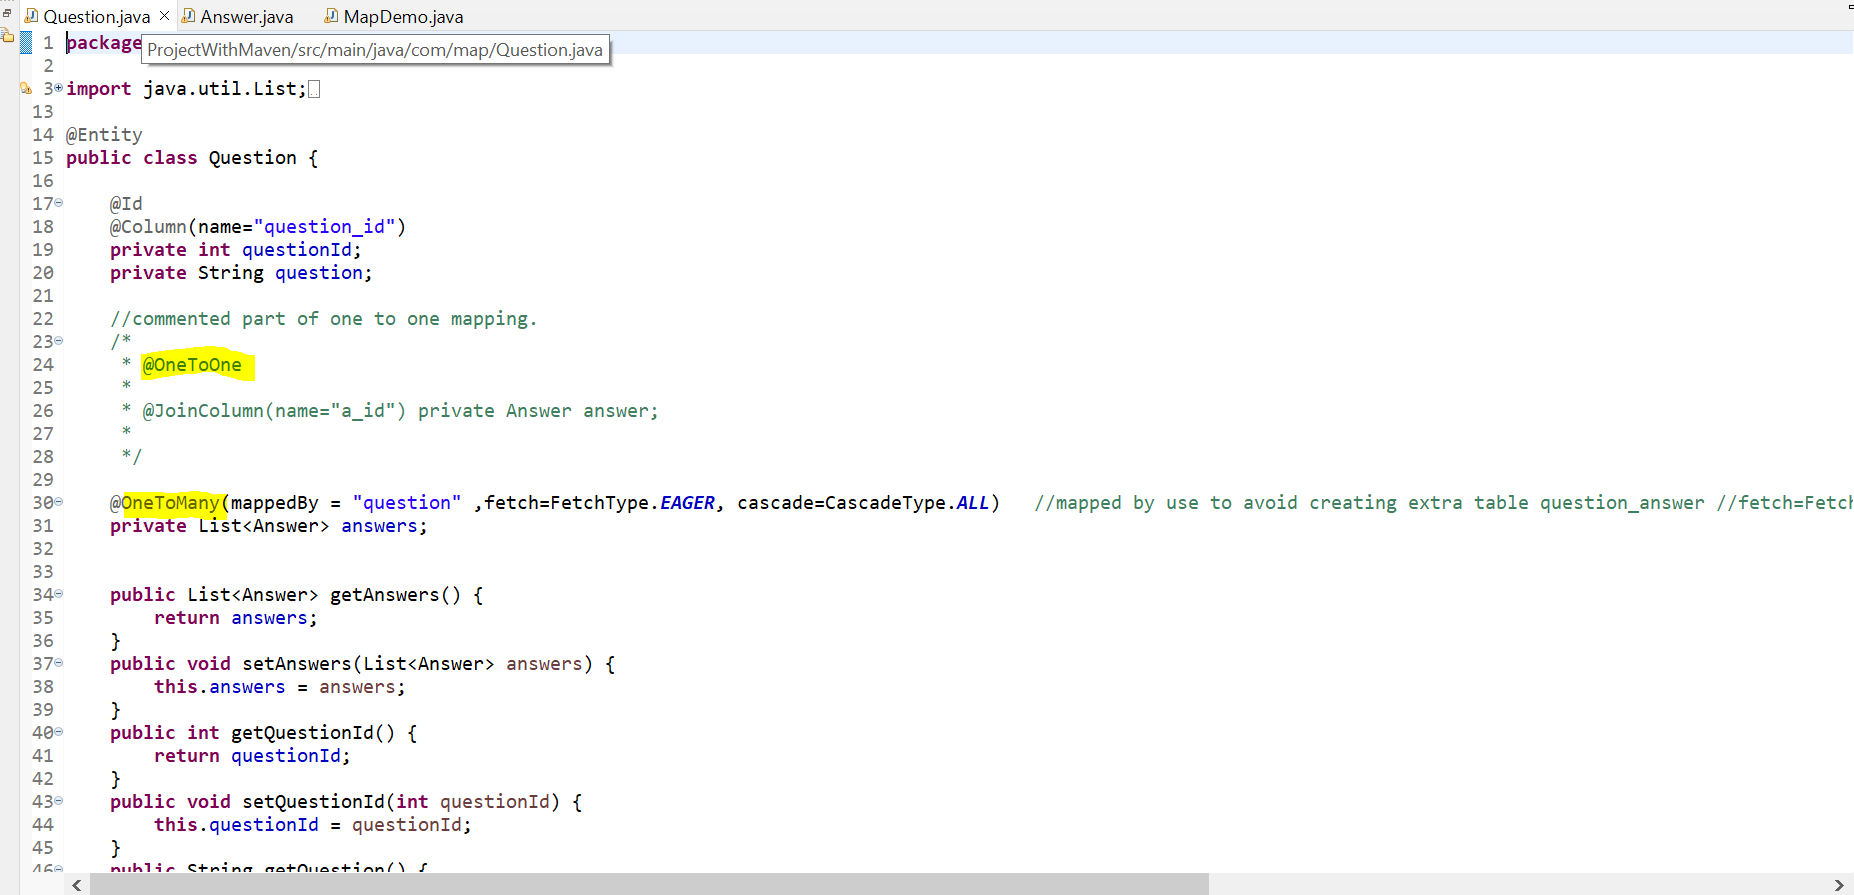 Question.java Answer.java MapDemo.java
1 package
ProjectWithMaven/src/main/java/com/map/Question.java
2
3 import java.util.List;
13
14 @Entity
15 public class Question {
16
17 @Id
18 @Column(name="question_id")
19 private int questionId;
20 private String question;
21
22 //commented part of one to one mapping.
23 /*
24 * @OneToOne
25 *
26 * @JoinColumn(name="a_id") private Answer answer;
27 *
28 */
29
30 @OneToMany(mappedBy = "question" ,fetch=FetchType.EAGER, cascade=CascadeType.ALL) //mapped by use to avoid creating extra table question_answer //fetch=Fetch
31 private List<Answer> answers;
32
33
34 public List<Answer> getAnswers() {
35 return answers;
36 }
37 public void setAnswers(List<Answer> answers) {
38 this.answers = answers;
39 }
40 public int getQuestionId() {
41 return questionId;
42 }
43 public void setQuestionId(int questionId) {
44 this.questionId = questionId;
45 }
46 public String getQuestion() {